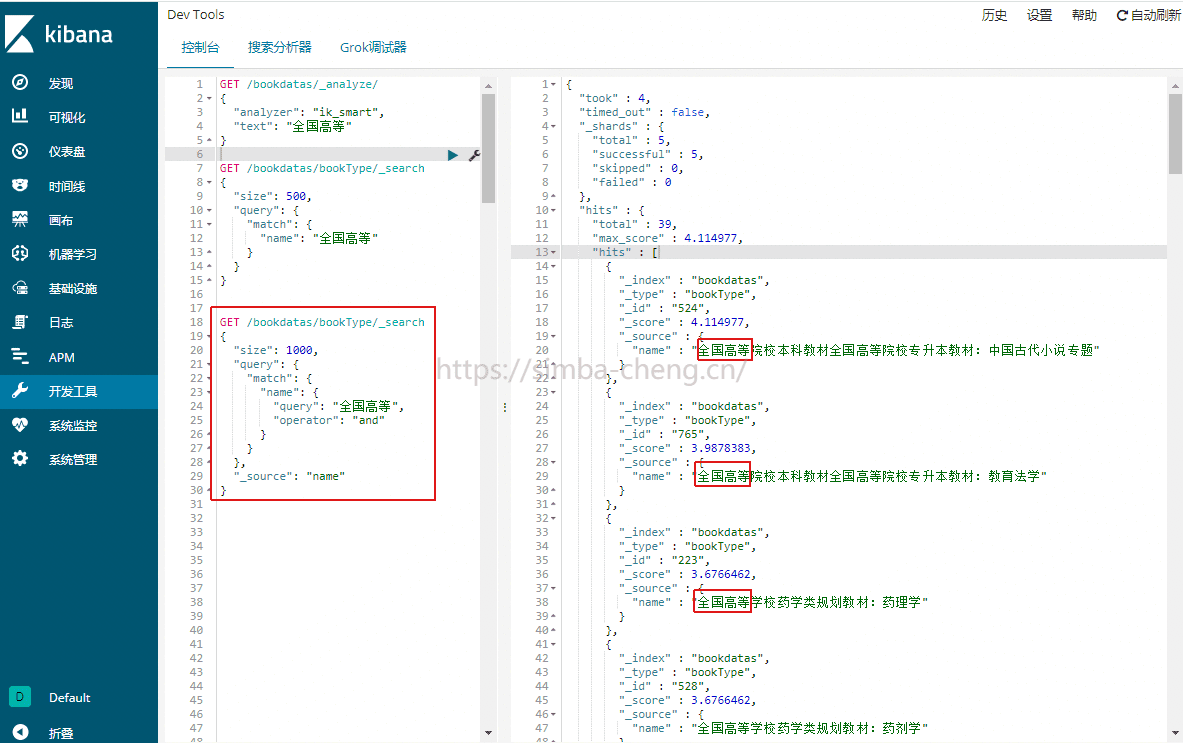 kibana
发现
可视化
仪表盘
时间线
画布
机器学习
基础设施
日志
APM
开发工具
系统监控
系统管理
D Default
折叠
Dev Tools
历史 设置 帮助 自动刷新
控制台 搜索分析器 Grok调试器
1 GET /bookdatas/_analyze/
2 {
3 "analyzer": "ik_smart",
4 "text": "全国高等"
5 }
6
7 GET /bookdatas/bookType/_search
8 {
9 "size": 500,
10 "query": {
11 "match": {
12 "name": "全国高等"
13 }
14 }
15 }
16
17
18 GET /bookdatas/bookType/_search
19 {
20 "size": 1000,
21 "query": {
22 "match": {
23 "name": {
24 "query": "全国高等",
25 "operator": "and"
26 }
27 }
28 },
29 "_source": "name"
30 }
31
32
33
34
35
36
37
38
39
40
41
42
43
44
45
46
47
48
1 {
2 "took" : 4,
3 "timed_out" : false,
4 "_shards" : {
5 "total" : 5,
6 "successful" : 5,
7 "skipped" : 0,
8 "failed" : 0
9 },
10 "hits" : {
11 "total" : 39,
12 "max_score" : 4.114977,
13 "hits" : [
14 {
15 "_index" : "bookdatas",
16 "_type" : "bookType",
17 "_id" : "524",
18 "_score" : 4.114977,
19 "_source" : {
20 "name" : "全国高等院校本科教材全国高等院校专升本教材：中国古代小说专题"
21 }
22 },
23 {
24 "_index" : "bookdatas",
25 "_type" : "bookType",
26 "_id" : "765",
27 "_score" : 3.9878383,
28 "_source" : {
29 "name" : "全国高等院校本科教材全国高等院校专升本教材：教育法学"
30 }
31 },
32 {
33 "_index" : "bookdatas",
34 "_type" : "bookType",
35 "_id" : "223",
36 "_score" : 3.6766462,
37 "_source" : {
38 "name" : "全国高等学校药学类规划教材：药理学"
39 }
40 },
41 {
42 "_index" : "bookdatas",
43 "_type" : "bookType",
44 "_id" : "528",
45 "_score" : 3.6766462,
46 "_source" : {
47 "name" : "全国高等学校药学类规划教材：药剂学"
48 }
https://simba-cheng.cn/